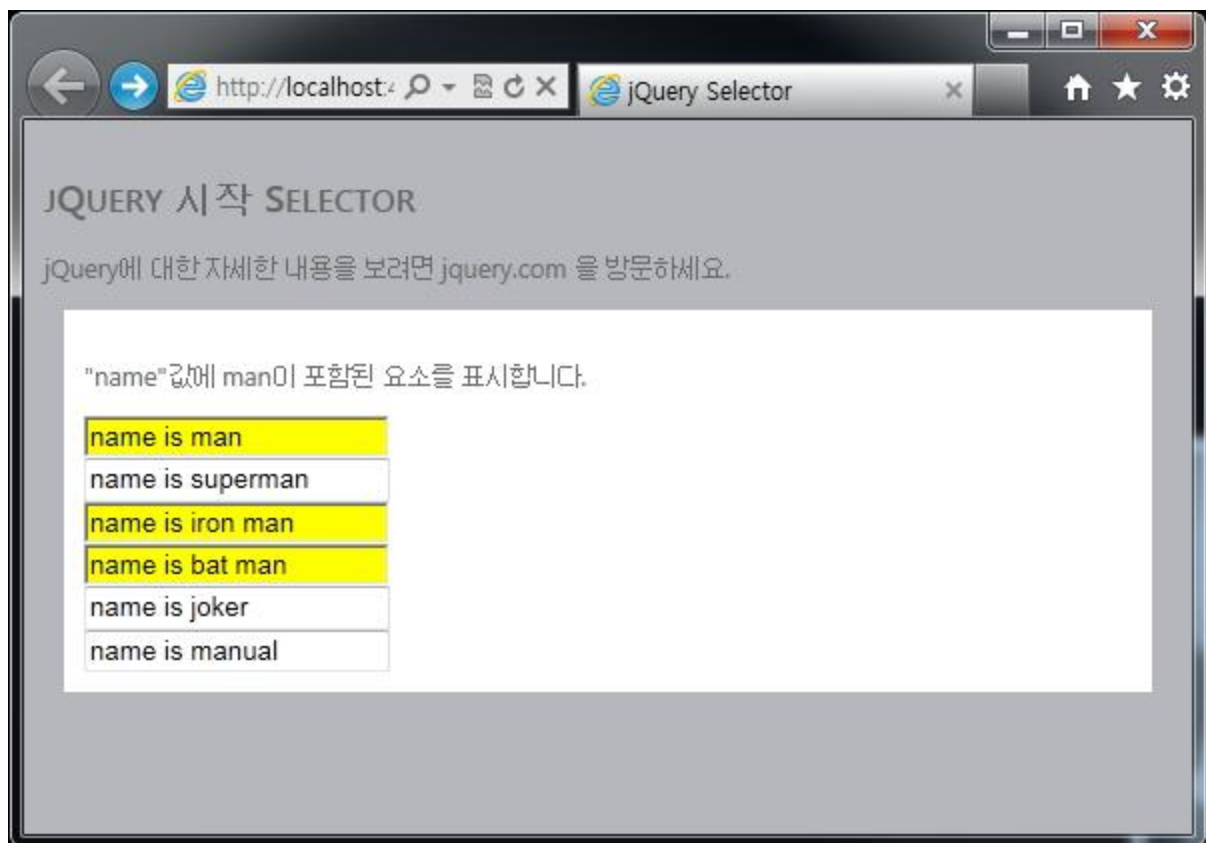 http://localhost:4
jQuery Selector
JQUERY 시작 SELECTOR
jQuery에 대한 자세한 내용을 보려면 jquery.com 을 방문하세요.
"name"값에 man이 포함된 요소를 표시합니다.
name is man
name is superman
name is iron man
name is bat man
name is joker
name is manual